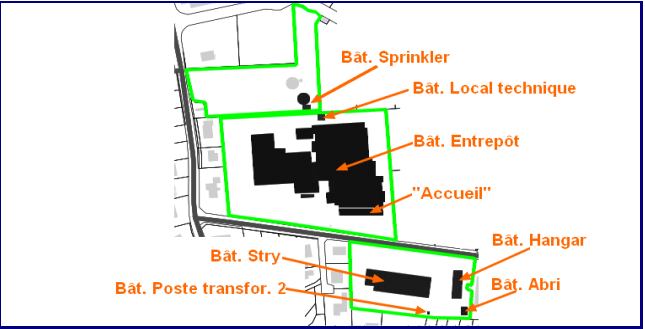 Bât. Sprinkler
Bât. Local technique
Bât. Entrepôt
"Accueil"
Bât. Hangar
Bât. Stry
Bât. Abri
Bât. Poste transfor. 2